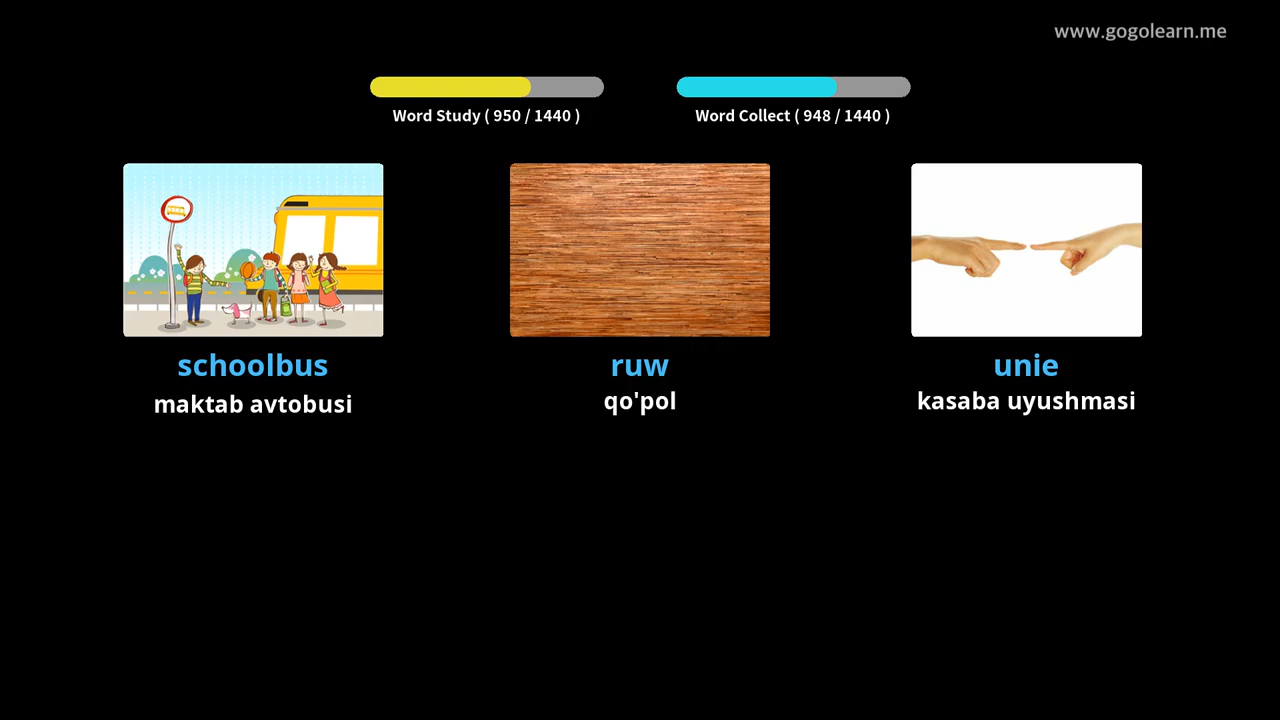 www.gogolearn.me
Word Study ( 950 / 1440 )
Word Collect ( 948 / 1440 )
schoolbus
maktab avtobusi
ruw
qo'pol
unie
kasaba uyushmasi